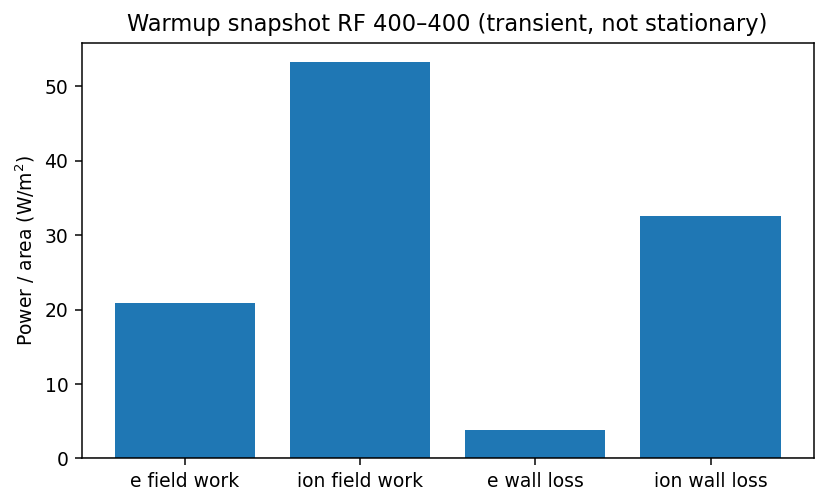 Warmup snapshot RF 400–400 (transient, not stationary)
Power / area (W/m²)
50
40
30
20
10
0
e field work
ion field work
e wall loss
ion wall loss